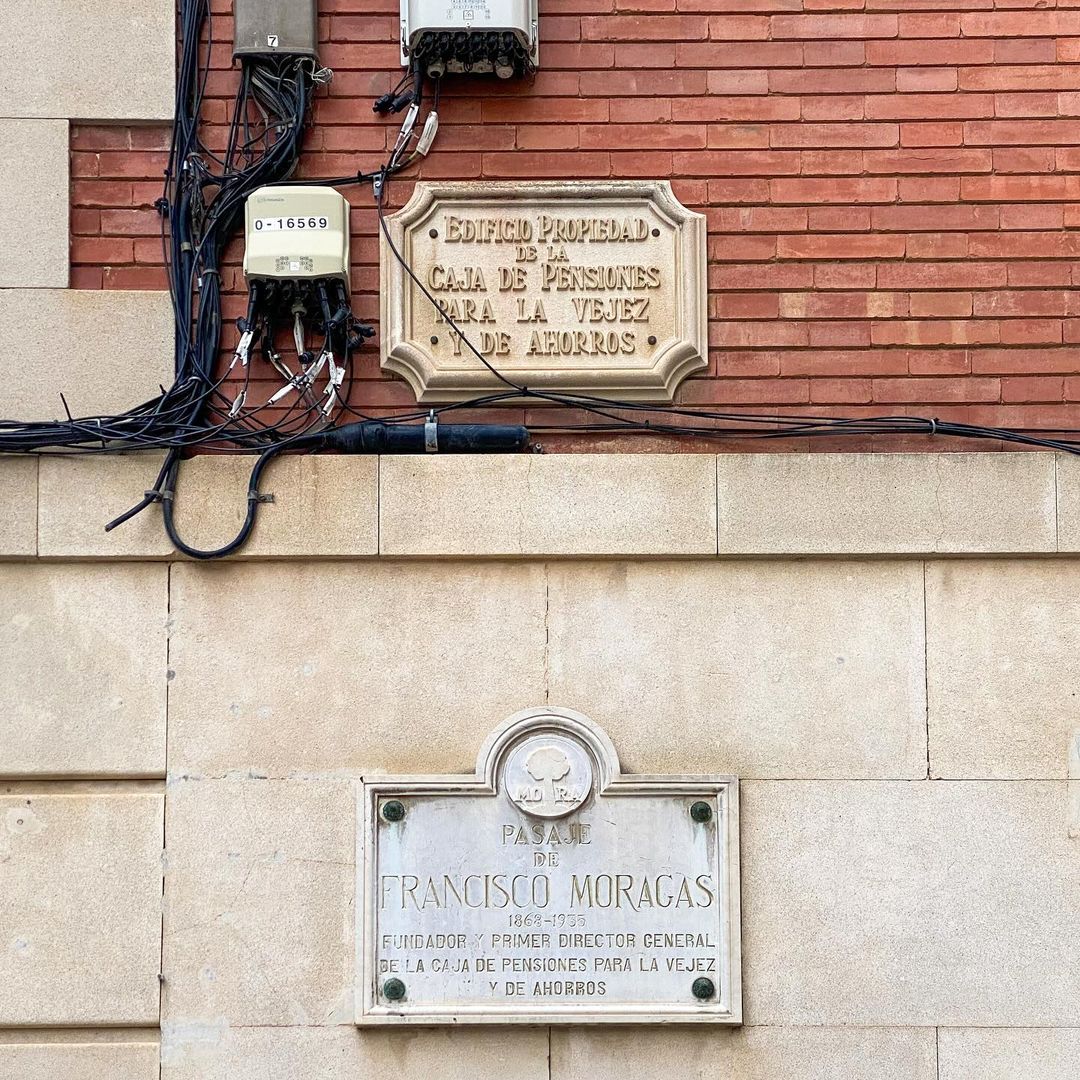 7
0-16569
EDIFICIO PROPIEDAD
DE LA
CAJA DE PENSIONES
PARA LA VEJEZ
Y DE AHORROS
MO RA
PASAJE
DE
FRANCISCO MORAGAS
1868-1935
FUNDADOR Y PRIMER DIRECTOR GENERAL
DE LA CAJA DE PENSIONES PARA LA VEJEZ
Y DE AHORROS